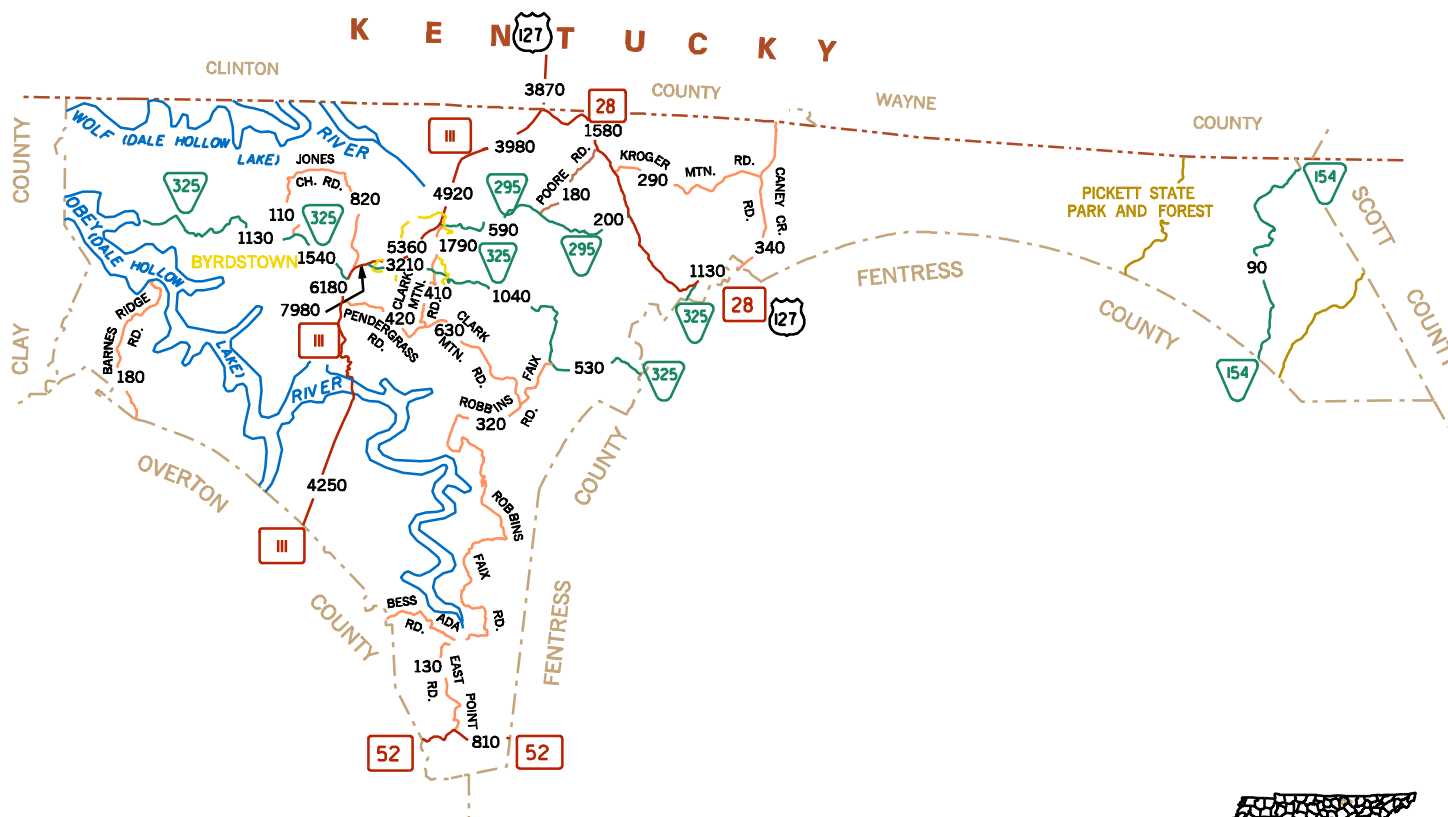 KENTUCKY
127
CLINTON
COUNTY
WAYNE
COUNTY
3870
28
1580
III
3980
COUNTY
WOLF
(DALE HOLLOW
LAKE)
RIVER
JONES
CH. RD.
325
820
110
325
1130
1540
BYRDSTOWN
4920
295
590
POORE RD.
180
200
295
KROGER
MTN.
RD.
290
CANEY CR.
RD.
340
PICKETT STATE
PARK AND FOREST
154
SCOTT
COUNTY
OBEY
(DALE HOLLOW
LAKE)
RIVER
5360
1790
325
3210
CLARK
MTN.
RD.
410
1040
6180
7980
420
PENDERGRASS
RD.
630
CLARK
MTN.
RD.
1130
28
127
325
FENTRESS
COUNTY
90
154
CLAY
BARNES
RIDGE
RD.
180
III
FAIX
530
325
ROBBINS
RD.
320
OVERTON
COUNTY
4250
III
ROBBINS
FAIX
RD.
COUNTY
FENTRESS
BESS
ADA
RD.
130
EAST
POINT
RD.
52
810
52